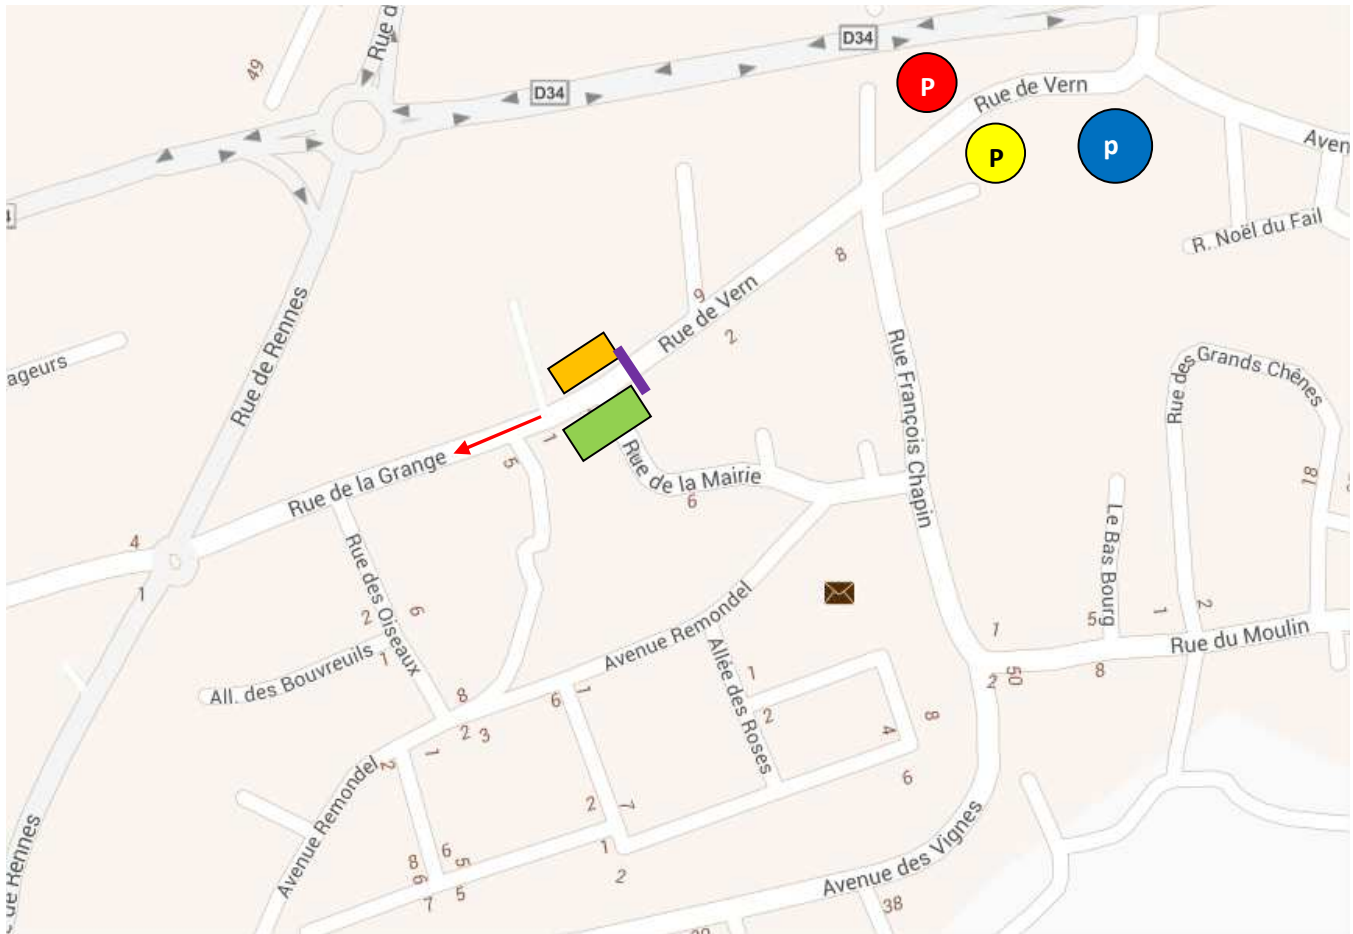 Rue d
49
D34
D34
P
Rue de Vern
P
p
Aven
R. Noël du Fail
4
8
9
Rue de Vern
2
ageurs
Rue de Rennes
Rue François Chapin
Rue des Grands Chênes
1
5
Rue de la Grange
Rue de la Mairie
6
18
Le Bas Bourg
4
1
Rue des Oiseaux
2
6
1
All. des Bouvreuils
Avenue Remondel
Allée des Roses
1
2
1
2
50
5
8
1
2
Rue du Moulin
8
2
3
6
1
8
4
6
1
2
Avenue Remondel
2
7
1
2
8
6
6
5
7
5
Avenue des Vignes
38
e de Rennes